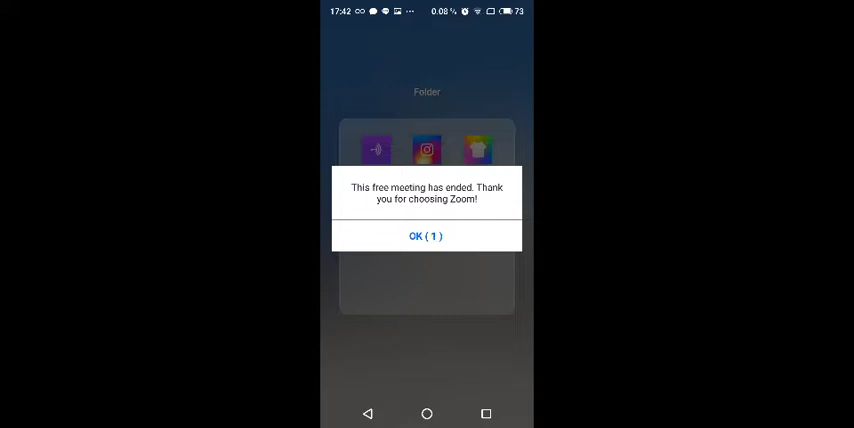 17:42 ... 0.08 % 73
Folder
This free meeting has ended. Thank
you for choosing Zoom!
OK ( 1 )